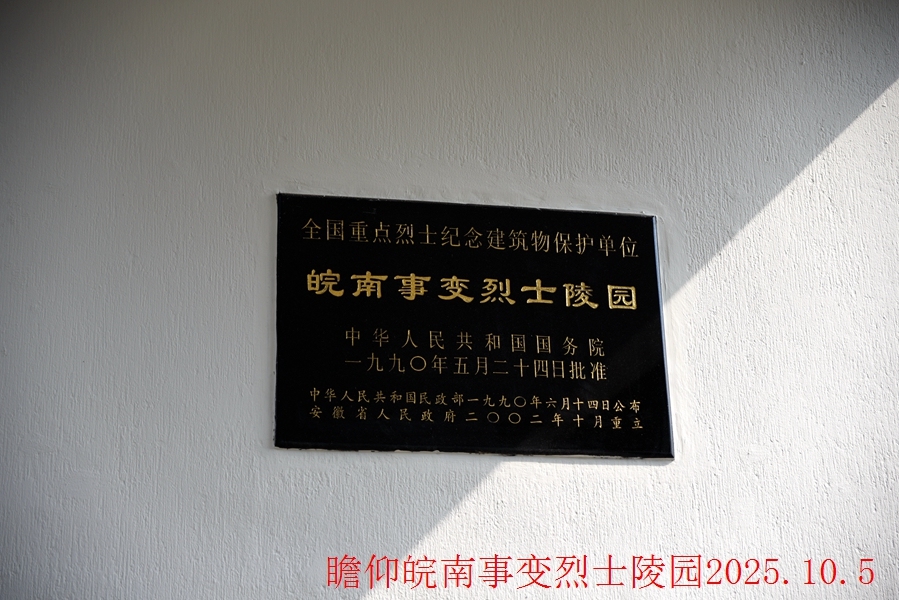 全国重点烈士纪念建筑物保护单位
皖南事变烈士陵园
中华人民共和国国务院
一九九〇年五月二十四日批准
中华人民共和国民政部一九九〇年六月十四日公布
安徽省人民政府二〇〇二年十月重立
瞻仰皖南事变烈士陵园2025.10.5